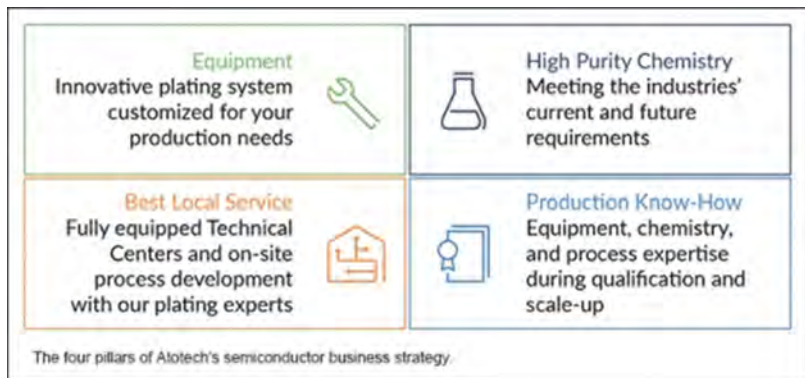 Equipment
Innovative plating system
customized for your
production needs
High Purity Chemistry
Meeting the industries'
current and future
requirements
Best Local Service
Fully equipped Technical
Centers and on-site
process development
with our plating experts
Production Know-How
Equipment, chemistry,
and process expertise
during qualification and
scale-up
The four pillars of Atotech's semiconductor business strategy.